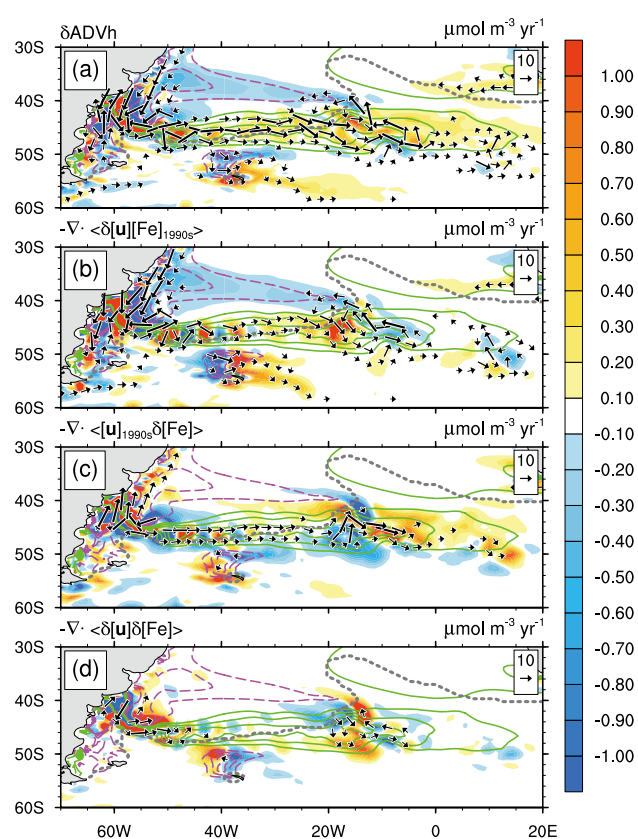 δADVh μmol m⁻³ yr⁻¹
30S
(a)
10
40S
50S
60S
-∇· <δ[u][Fe]₁₉₉₀ₛ> μmol m⁻³ yr⁻¹
30S
(b)
10
40S
50S
60S
-∇· <[u]₁₉₉₀ₛδ[Fe]> μmol m⁻³ yr⁻¹
30S
(c)
10
40S
50S
60S
-∇· <δ[u]δ[Fe]> μmol m⁻³ yr⁻¹
30S
(d)
10
40S
50S
60S
60W 40W 20W 0 20E
1.00
0.90
0.80
0.70
0.60
0.50
0.40
0.30
0.20
0.10
-0.10
-0.20
-0.30
-0.40
-0.50
-0.60
-0.70
-0.80
-0.90
-1.00